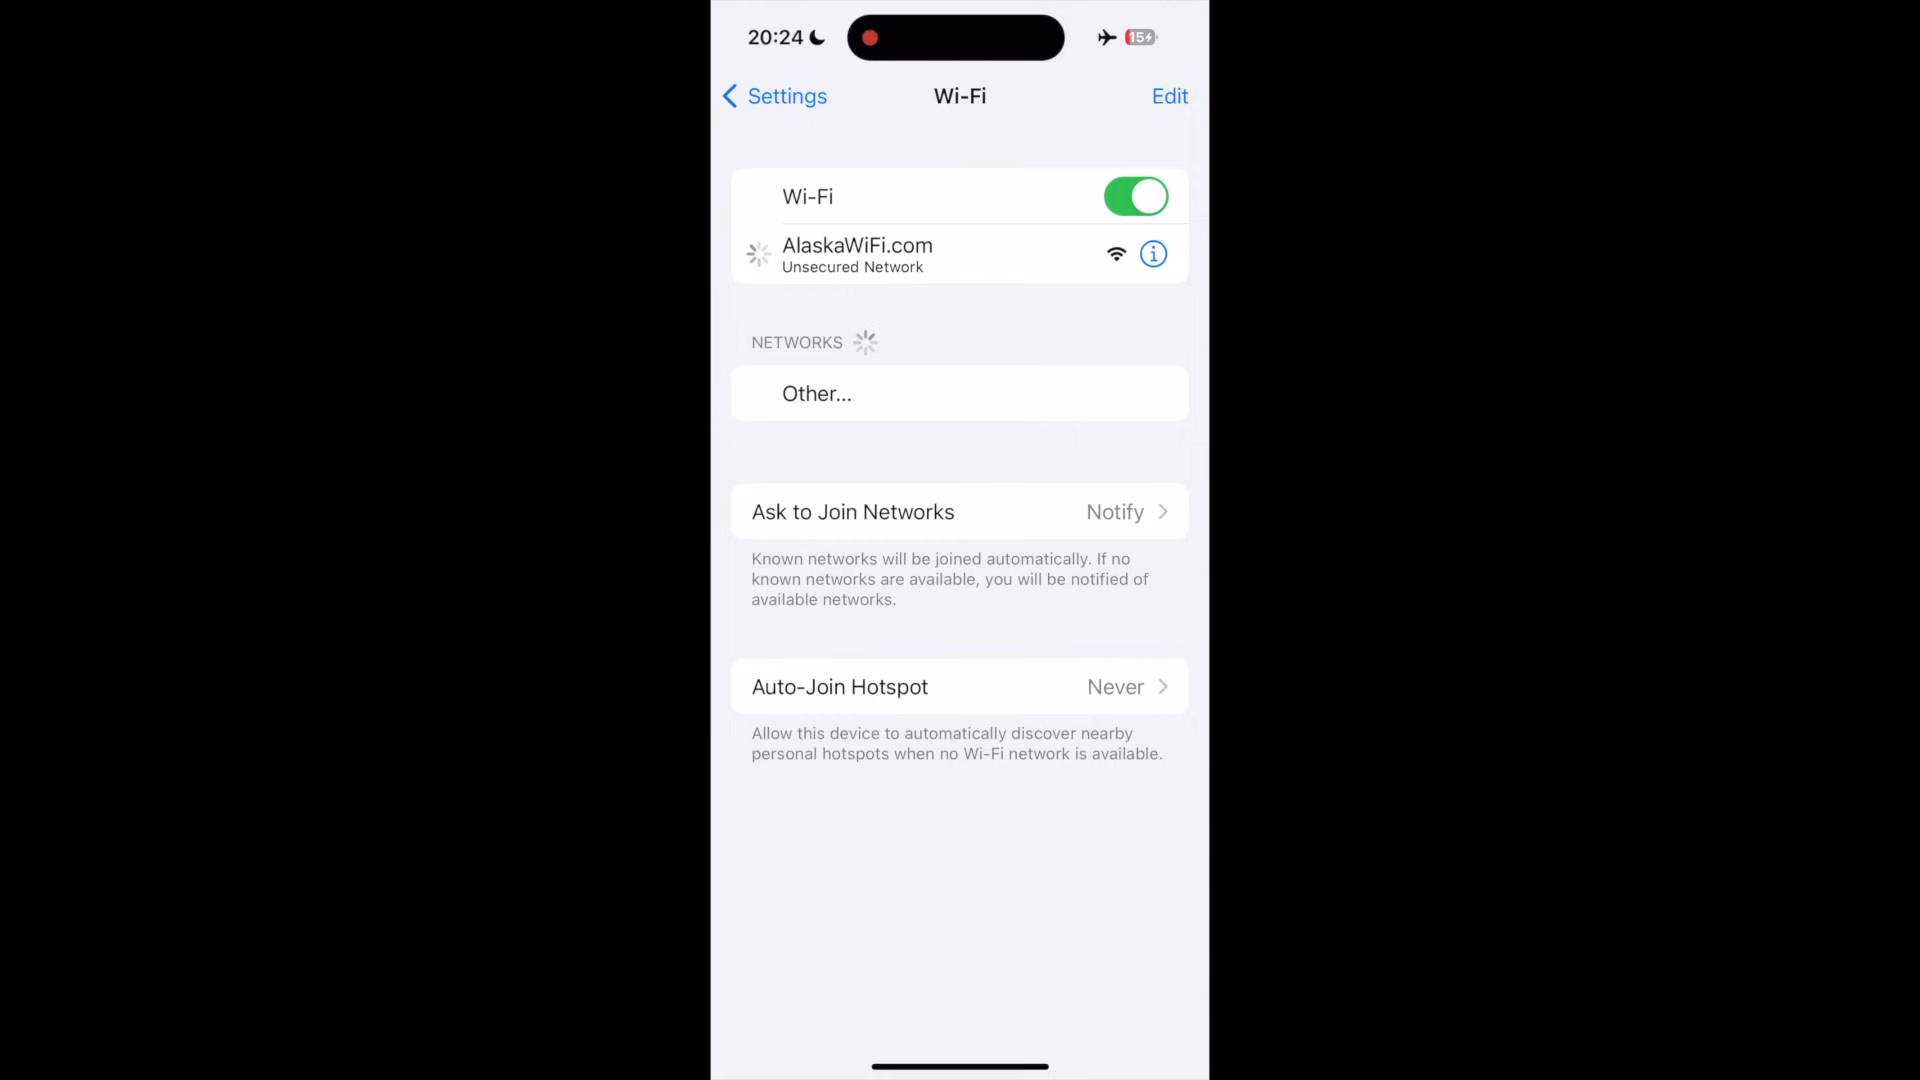 20:24
15
Settings
Wi-Fi
Edit
Wi-Fi
AlaskaWiFi.com
Unsecured Network
NETWORKS
Other...
Ask to Join Networks
Notify
Known networks will be joined automatically. If no
known networks are available, you will be notified of
available networks.
Auto-Join Hotspot
Never
Allow this device to automatically discover nearby
personal hotspots when no Wi-Fi network is available.